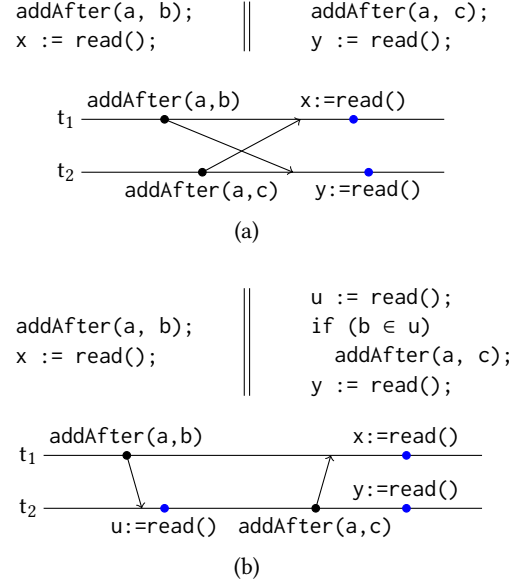 addAfter(a, b); addAfter(a, c);
x := read(); y := read();
addAfter(a,b) x:=read()
t1
t2
addAfter(a,c) y:=read()
(a)
u := read();
addAfter(a, b); if (b ∈ u)
x := read(); addAfter(a, c);
y := read();
addAfter(a,b) x:=read()
t1
y:=read()
t2
u:=read() addAfter(a,c)
(b)